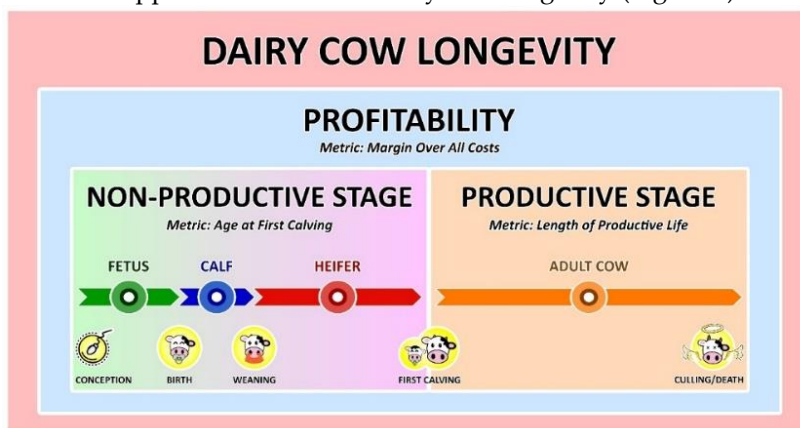 DAIRY COW LONGEVITY
PROFITABILITY
Metric: Margin Over All Costs
NON-PRODUCTIVE STAGE
Metric: Age at First Calving
PRODUCTIVE STAGE
Metric: Length of Productive Life
FETUS
CALF
HEIFER
ADULT COW
CONCEPTION
BIRTH
WEANING
FIRST CALVING
CULLING/DEATH